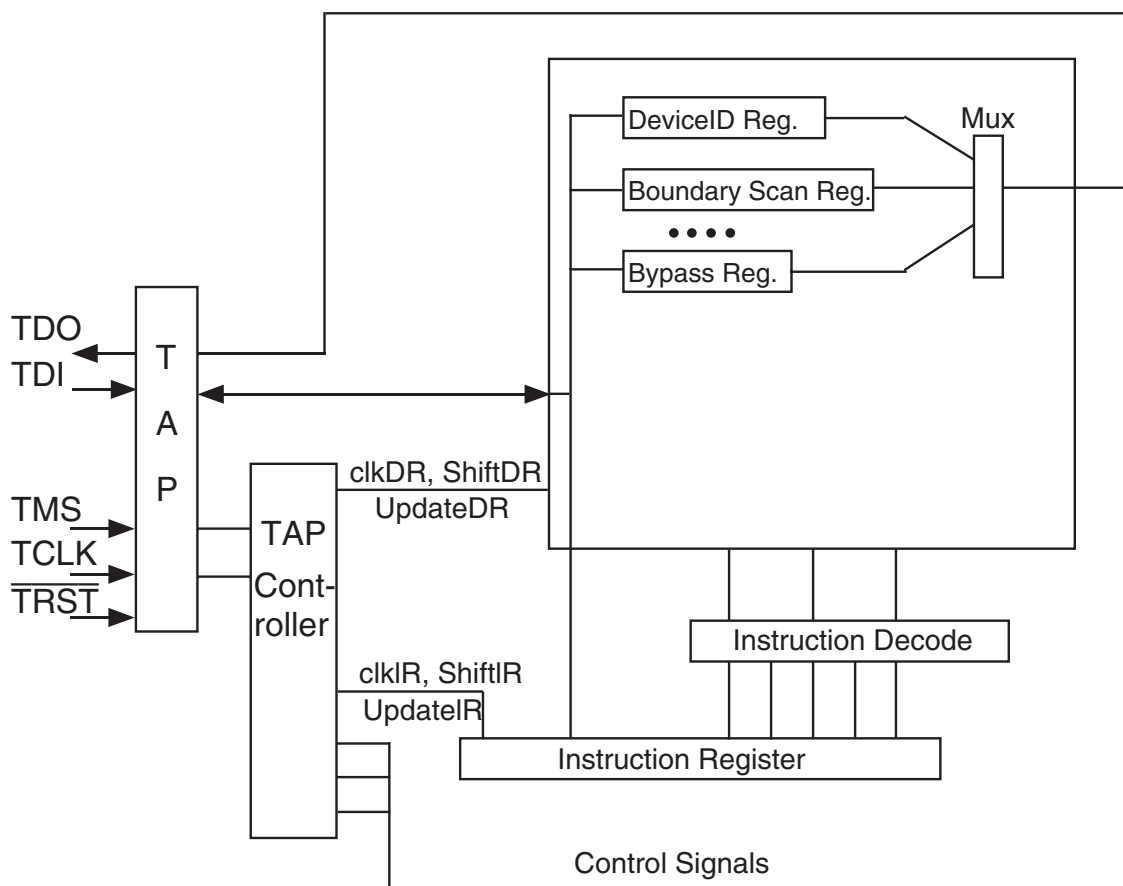 DeviceID Reg.
Mux
Boundary Scan Reg.
Bypass Reg.
TDO
TDI
T
A
P
TMS
TCLK
TRST
TAP
Cont-
roller
clkDR, ShiftDR
UpdateDR
Instruction Decode
clkIR, ShiftIR
UpdateIR
Instruction Register
Control Signals